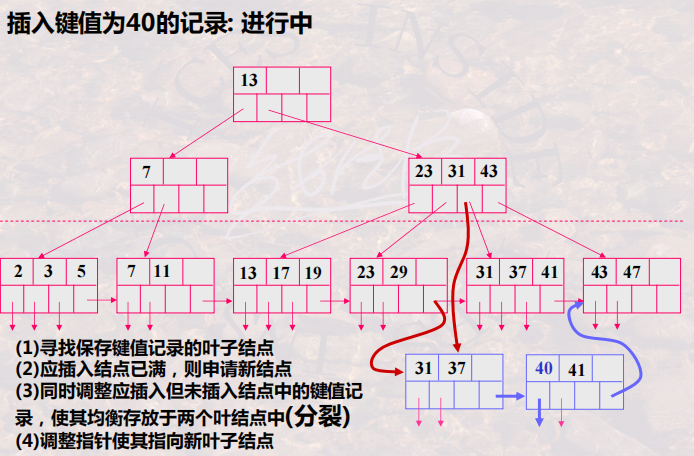 插入键值为40的记录: 进行中
13
7
23 31 43
2 3 5
7 11
13 17 19
23 29
31 37 41
43 47
31 37
40 41
(1)寻找保存键值记录的叶子结点
(2)应插入结点已满，则申请新结点
(3)同时调整应插入但未插入结点中的键值记
录，使其均衡存放于两个叶结点中(分裂)
(4)调整指针使其指向新叶子结点